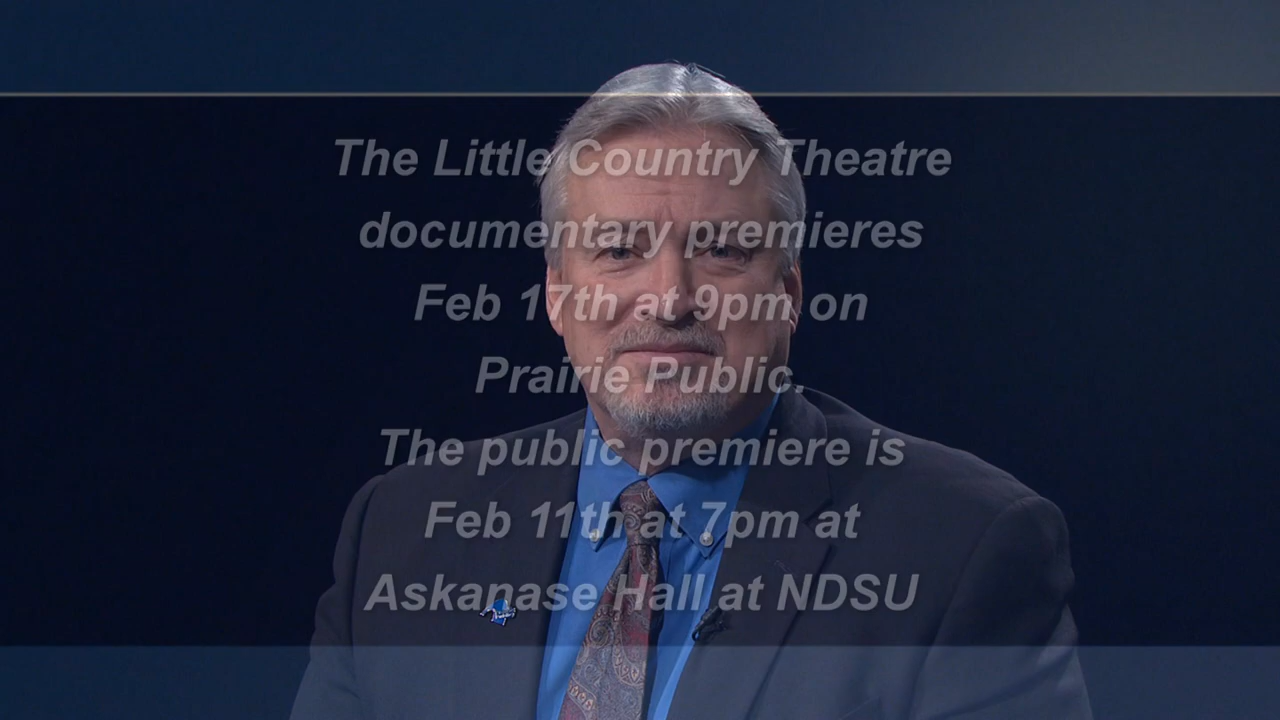 The Little Country Theatre
documentary premieres
Feb 17th at 9pm on
Prairie Public.
The public premiere is
Feb 11th at 7pm at
Askanase Hall at NDSU